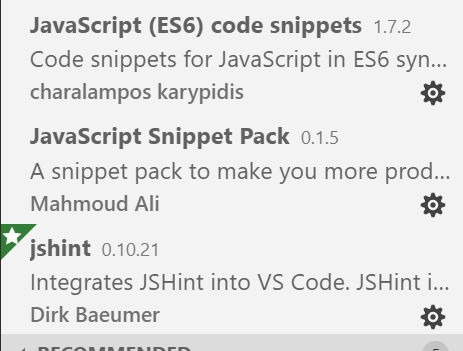 JavaScript (ES6) code snippets 1.7.2
Code snippets for JavaScript in ES6 syn...
charalampos karypidis
JavaScript Snippet Pack 0.1.5
A snippet pack to make you more prod...
Mahmoud Ali
jshint 0.10.21
Integrates JSHint into VS Code. JSHint i...
Dirk Baeumer
RECOMMENDED